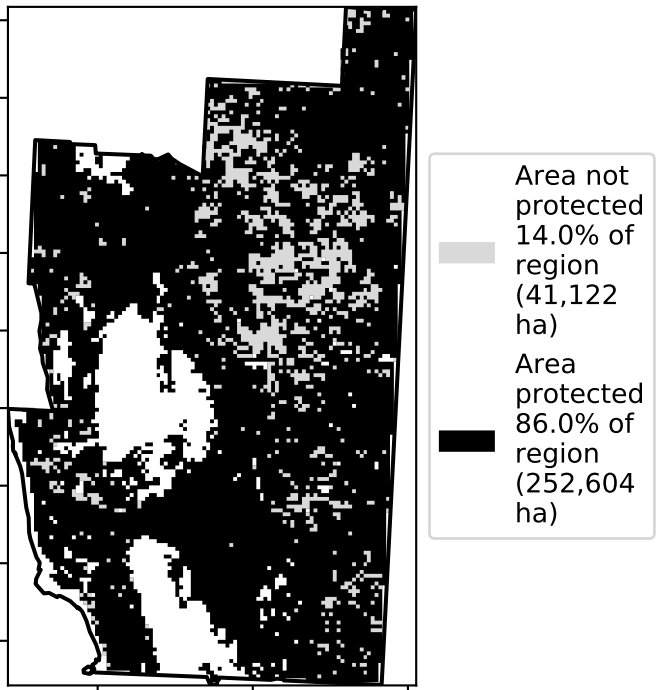 Area not
protected
14.0% of
region
(41,122
ha)
Area
protected
86.0% of
region
(252,604
ha)